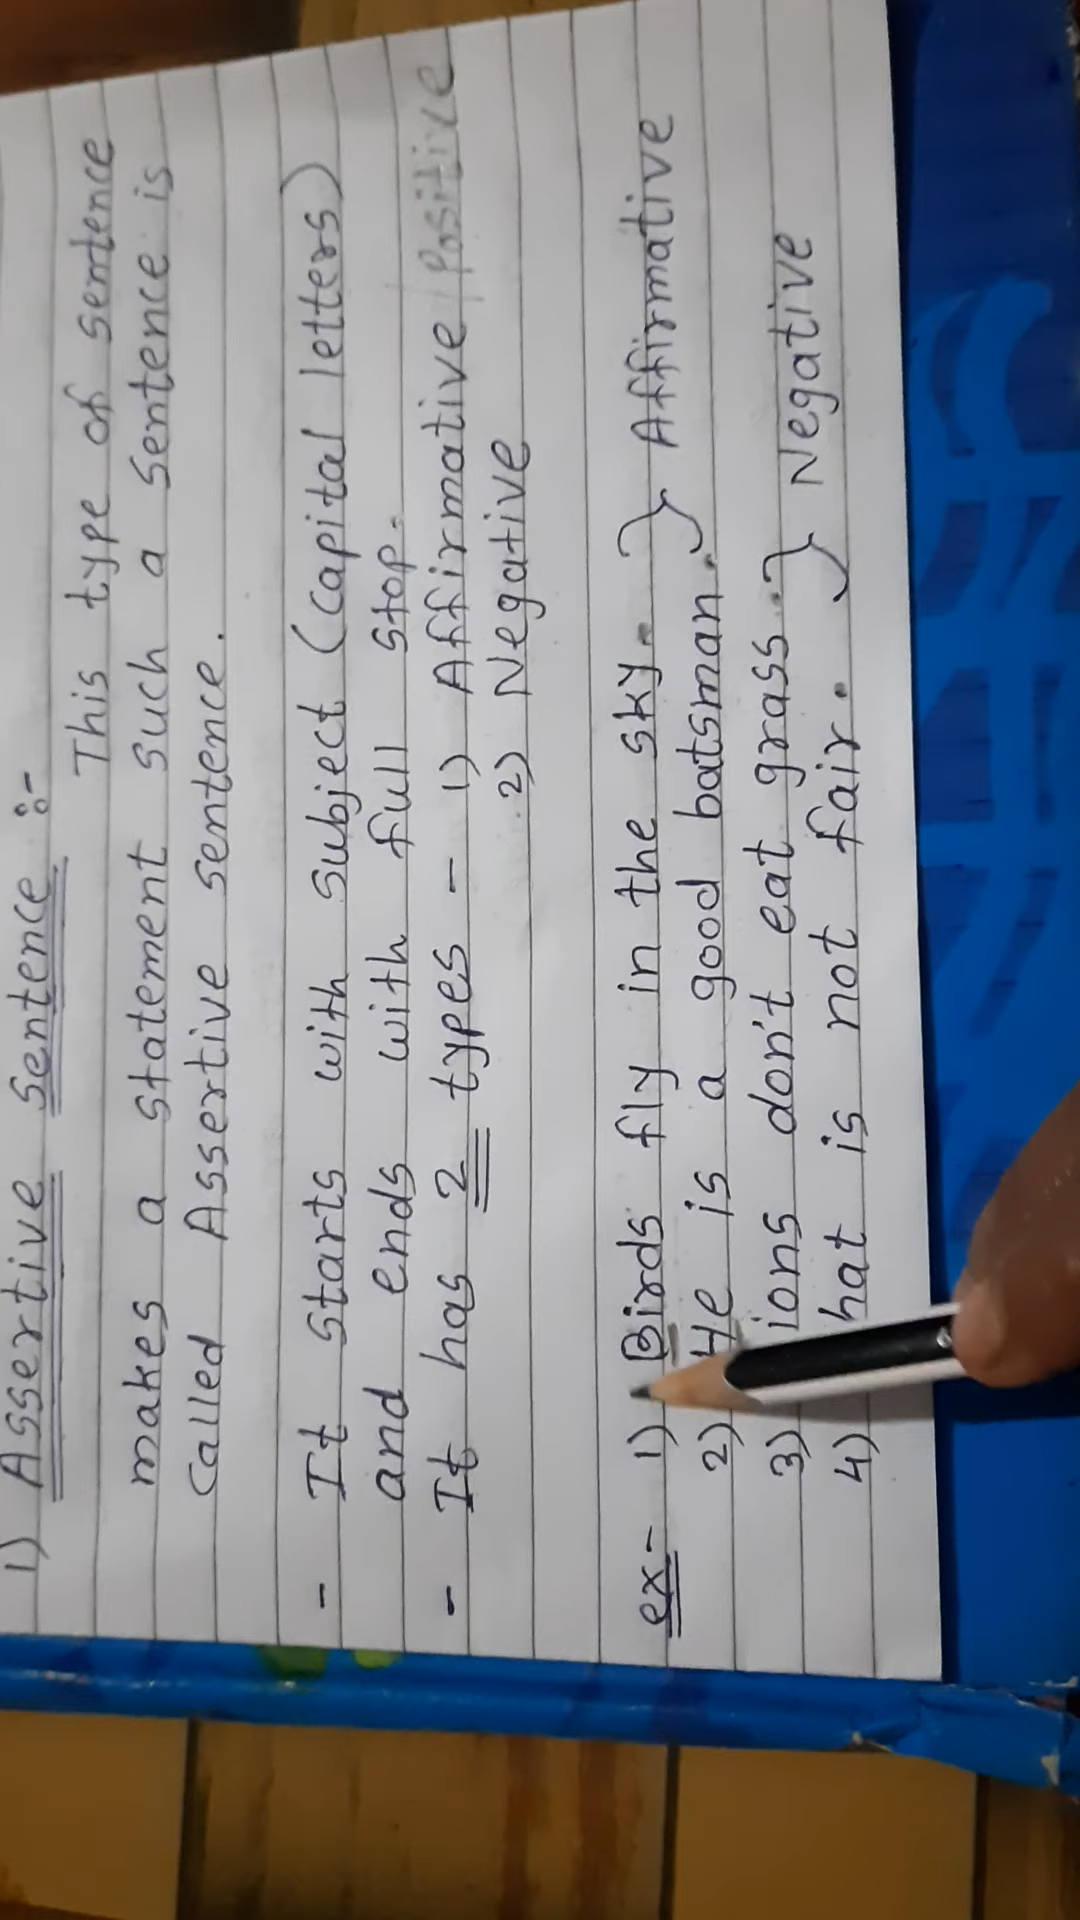 1) Assertive Sentence :-
This type of sentence
makes a statement such a sentence is
called Assertive sentence.
- It starts with subject (capital letters)
and ends with full stop.
- It has 2 types - 1) Affirmative / Positive
2) Negative
ex- 1) Birds fly in the sky. } Affirmative
2) He is a good batsman.
3) ions don't eat grass. } Negative
4) hat is not fair.